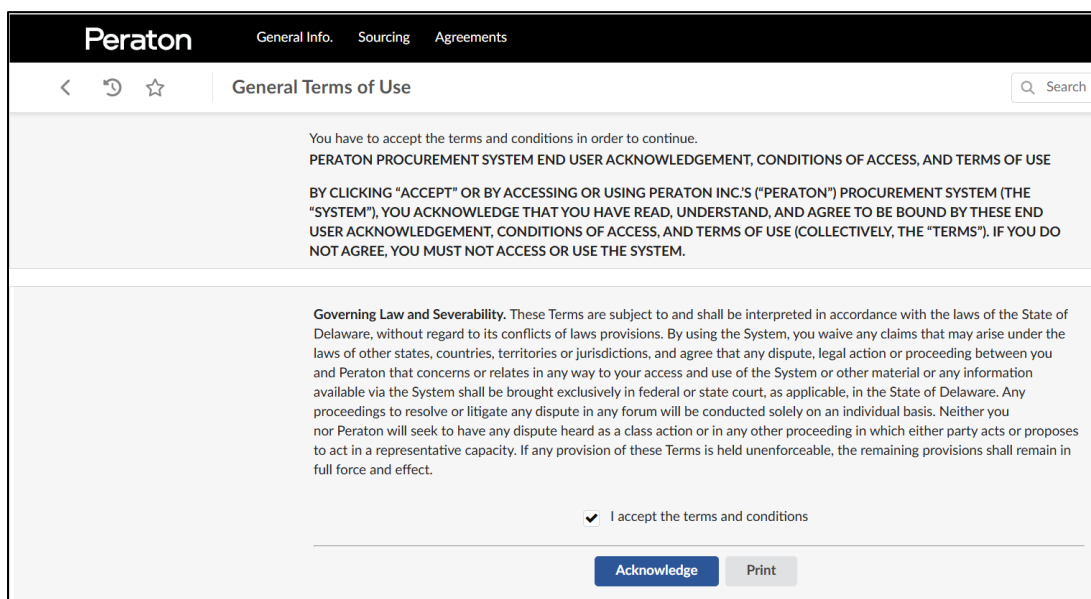 Peraton
General Info. Sourcing Agreements
General Terms of Use
Search
You have to accept the terms and conditions in order to continue.
PERATON PROCUREMENT SYSTEM END USER ACKNOWLEDGEMENT, CONDITIONS OF ACCESS, AND TERMS OF USE
BY CLICKING “ACCEPT” OR BY ACCESSING OR USING PERATON INC.’S (“PERATON”) PROCUREMENT SYSTEM (THE
“SYSTEM”), YOU ACKNOWLEDGE THAT YOU HAVE READ, UNDERSTAND, AND AGREE TO BE BOUND BY THESE END
USER ACKNOWLEDGEMENT, CONDITIONS OF ACCESS, AND TERMS OF USE (COLLECTIVELY, THE “TERMS”). IF YOU DO
NOT AGREE, YOU MUST NOT ACCESS OR USE THE SYSTEM.
Governing Law and Severability. These Terms are subject to and shall be interpreted in accordance with the laws of the State of
Delaware, without regard to its conflicts of laws provisions. By using the System, you waive any claims that may arise under the
laws of other states, countries, territories or jurisdictions, and agree that any dispute, legal action or proceeding between you
and Peraton that concerns or relates in any way to your access and use of the System or other material or any information
available via the System shall be brought exclusively in federal or state court, as applicable, in the State of Delaware. Any
proceedings to resolve or litigate any dispute in any forum will be conducted solely on an individual basis. Neither you
nor Peraton will seek to have any dispute heard as a class action or in any other proceeding in which either party acts or proposes
to act in a representative capacity. If any provision of these Terms is held unenforceable, the remaining provisions shall remain in
full force and effect.
I accept the terms and conditions
Acknowledge Print